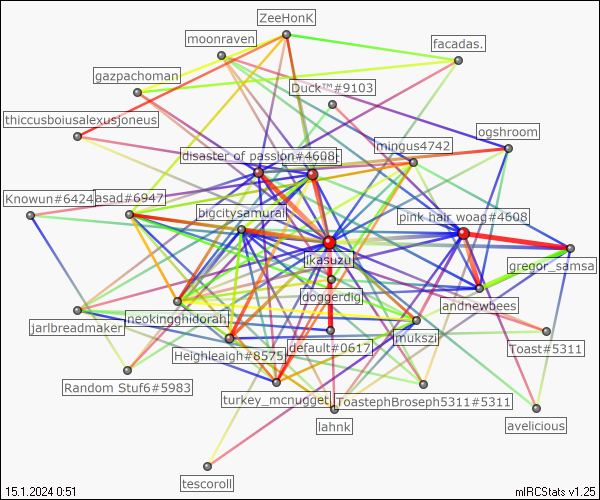 ZeeHonK
moonraven
facadas.
gazpachoman
Duck™#9103
thiccusboiusalexusjoneus
ogshroom
mingus4742
disaster of passion#4608
Knowun#6424
asad#6947
bigcitysamurai
pink hair woag#4608
ikasuzu
gregor_samsa
doggerdig
andnewbees
neokingghidorah
jarlbreadmaker
mukszi
default#0617
Toast#5311
Heighleaigh#8575
Random Stuf6#5983
turkey_mcnugget
ToastephBroseph5311#5311
lahnk
avelicious
tescoroll
15.1.2024 0:51
mIRCStats v1.25